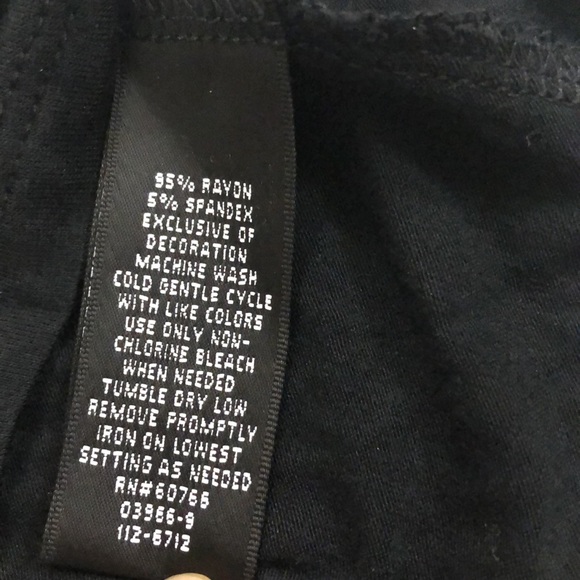 95% RAYON
5% SPANDEX
EXCLUSIVE OF
DECORATION
MACHINE WASH
COLD GENTLE CYCLE
WITH LIKE COLORS
USE ONLY NON-
CHLORINE BLEACH
WHEN NEEDED
TUMBLE DRY LOW
REMOVE PROMPTLY
IRON ON LOWEST
SETTING AS NEEDED
RN#60766
03966-9
112-6712